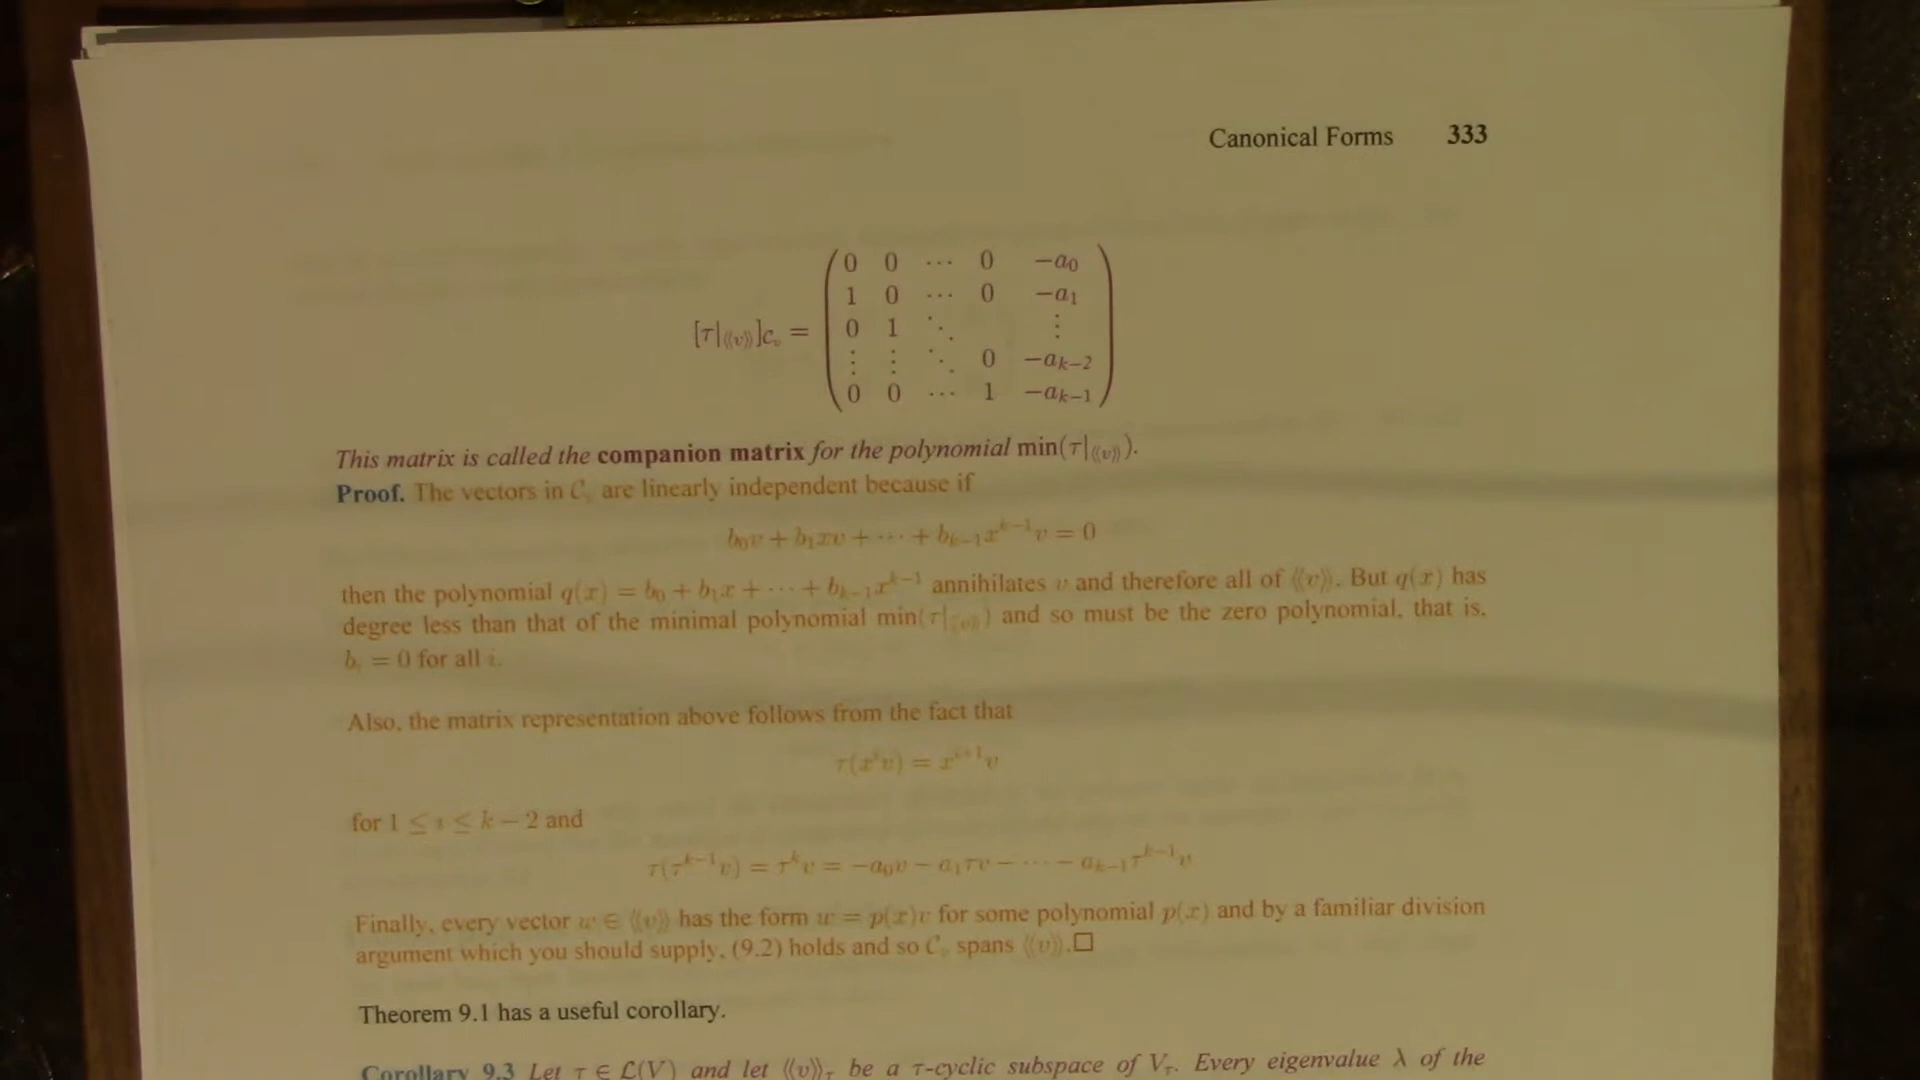 Canonical Forms 333
[τ|⟪v⟫]𝒞ᵥ =
0 0 ⋯ 0 −a₀
1 0 ⋯ 0 −a₁
0 1 ⋱ ⋮
⋮ ⋮ ⋱ 0 −aₖ₋₂
0 0 ⋯ 1 −aₖ₋₁
This matrix is called the companion matrix for the polynomial min(τ|⟪v⟫).
Proof. The vectors in 𝒞ᵥ are linearly independent because if
b₀v + b₁xv + ⋯ + bₖ₋₁xᵏ⁻¹v = 0
then the polynomial q(x) = b₀ + b₁x + ⋯ + bₖ₋₁xᵏ⁻¹ annihilates v and therefore all of ⟪v⟫. But q(x) has
degree less than that of the minimal polynomial min(τ|⟪v⟫) and so must be the zero polynomial, that is,
bᵢ = 0 for all i.
Also, the matrix representation above follows from the fact that
τ(xⁱv) = xⁱ⁺¹v
for 1 ≤ i ≤ k − 2 and
τ(τᵏ⁻¹v) = τᵏv = −a₀v − a₁τv − ⋯ − aₖ₋₁τᵏ⁻¹v
Finally, every vector w ∈ ⟪v⟫ has the form w = p(x)v for some polynomial p(x) and by a familiar division
argument which you should supply, (9.2) holds and so 𝒞ᵥ spans ⟪v⟫.□
Theorem 9.1 has a useful corollary.
Corollary 9.3 Let τ ∈ ℒ(V) and let ⟪v⟫τ be a τ-cyclic subspace of Vτ. Every eigenvalue λ of the